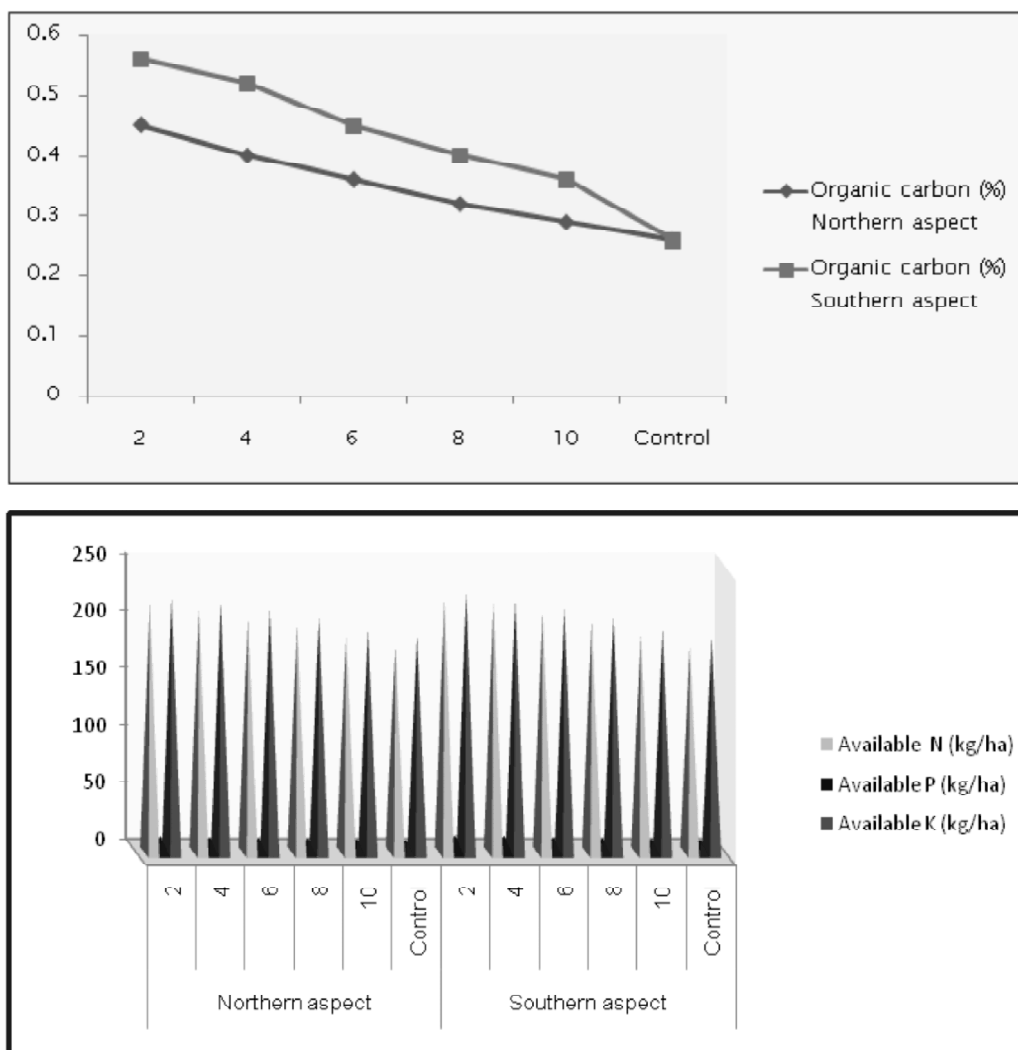 0.6
0.5
0.4
0.3
0.2
0.1
0
2 4 6 8 10 Control
Organic carbon (%)
Northern aspect
Organic carbon (%)
Southern aspect
250
200
150
100
50
0
2 4 6 8 10 Contro 2 4 6 8 10 Contro
Northern aspect Southern aspect
Available N (kg/ha)
Available P (kg/ha)
Available K (kg/ha)